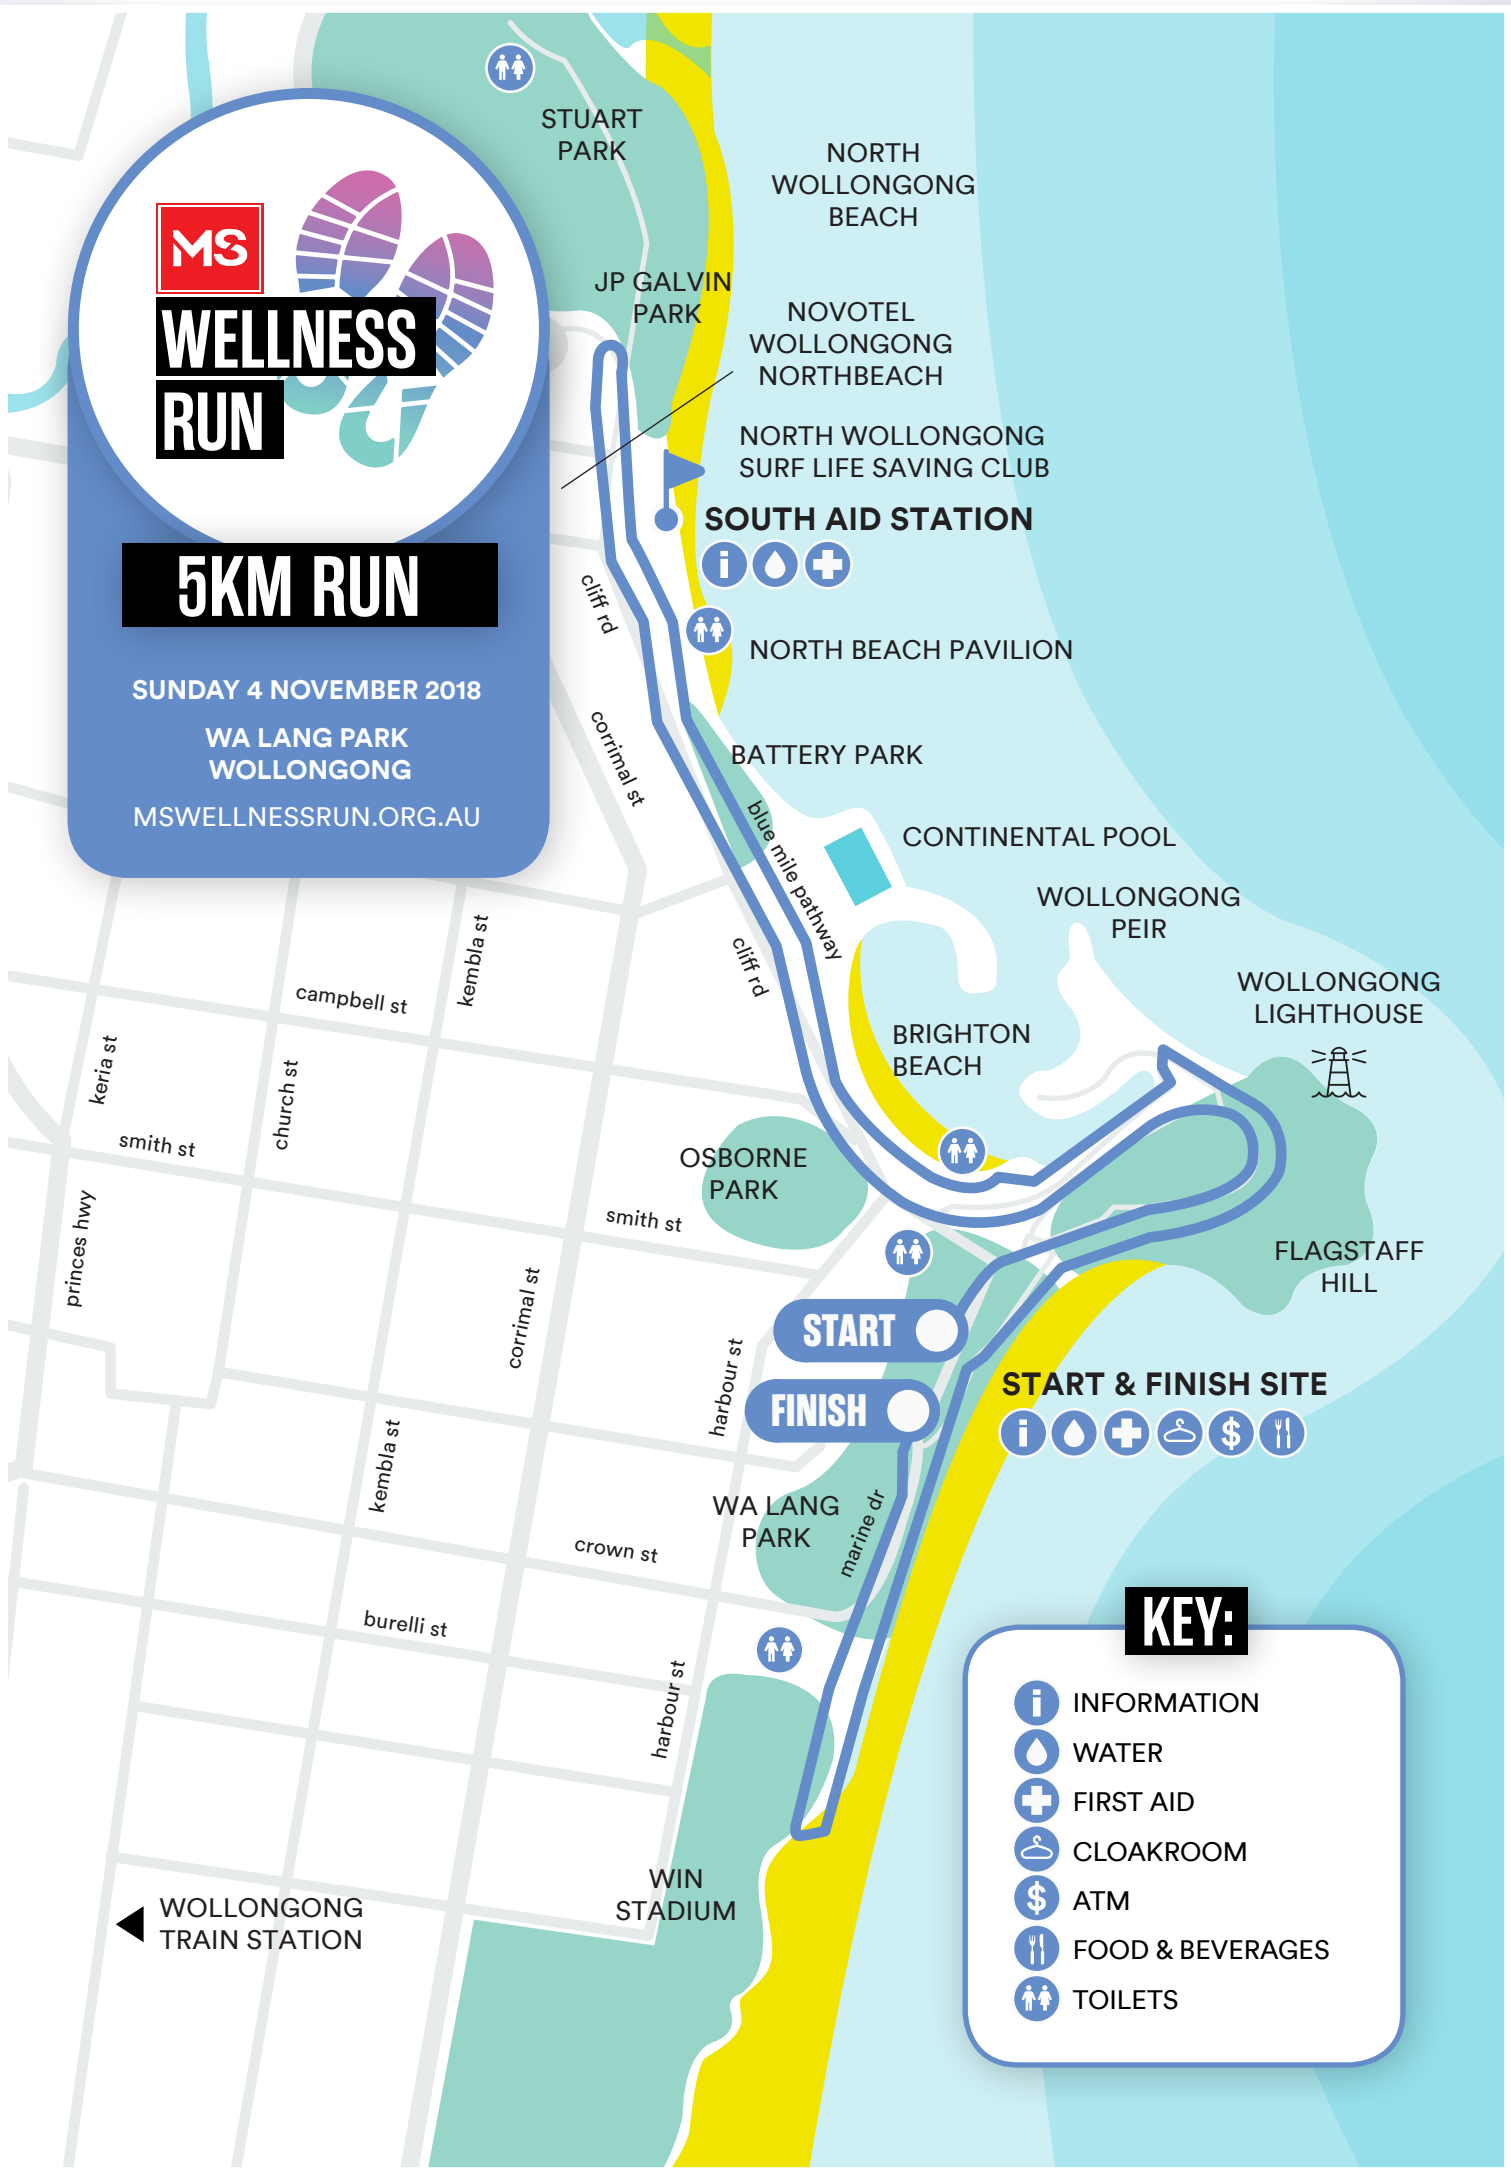 MS
WELLNESS
RUN
5KM RUN
SUNDAY 4 NOVEMBER 2018
WA LANG PARK
WOLLONGONG
MSWELLNESSRUN.ORG.AU
STUART
PARK
NORTH
WOLLONGONG
BEACH
JP GALVIN
PARK
NOVOTEL
WOLLONGONG
NORTHBEACH
NORTH WOLLONGONG
SURF LIFE SAVING CLUB
SOUTH AID STATION
cliff rd
NORTH BEACH PAVILION
corrimal st
BATTERY PARK
blue mile pathway
CONTINENTAL POOL
WOLLONGONG
PEIR
cliff rd
WOLLONGONG
LIGHTHOUSE
kembla st
campbell st
BRIGHTON
BEACH
keria st
church st
smith st
OSBORNE
PARK
princes hwy
smith st
FLAGSTAFF
HILL
corrimal st
START
harbour st
FINISH
START & FINISH SITE
kembla st
WA LANG
PARK
marine dr
crown st
burelli st
harbour st
WIN
STADIUM
WOLLONGONG
TRAIN STATION
KEY:
i INFORMATION
WATER
FIRST AID
CLOAKROOM
$ ATM
FOOD & BEVERAGES
TOILETS